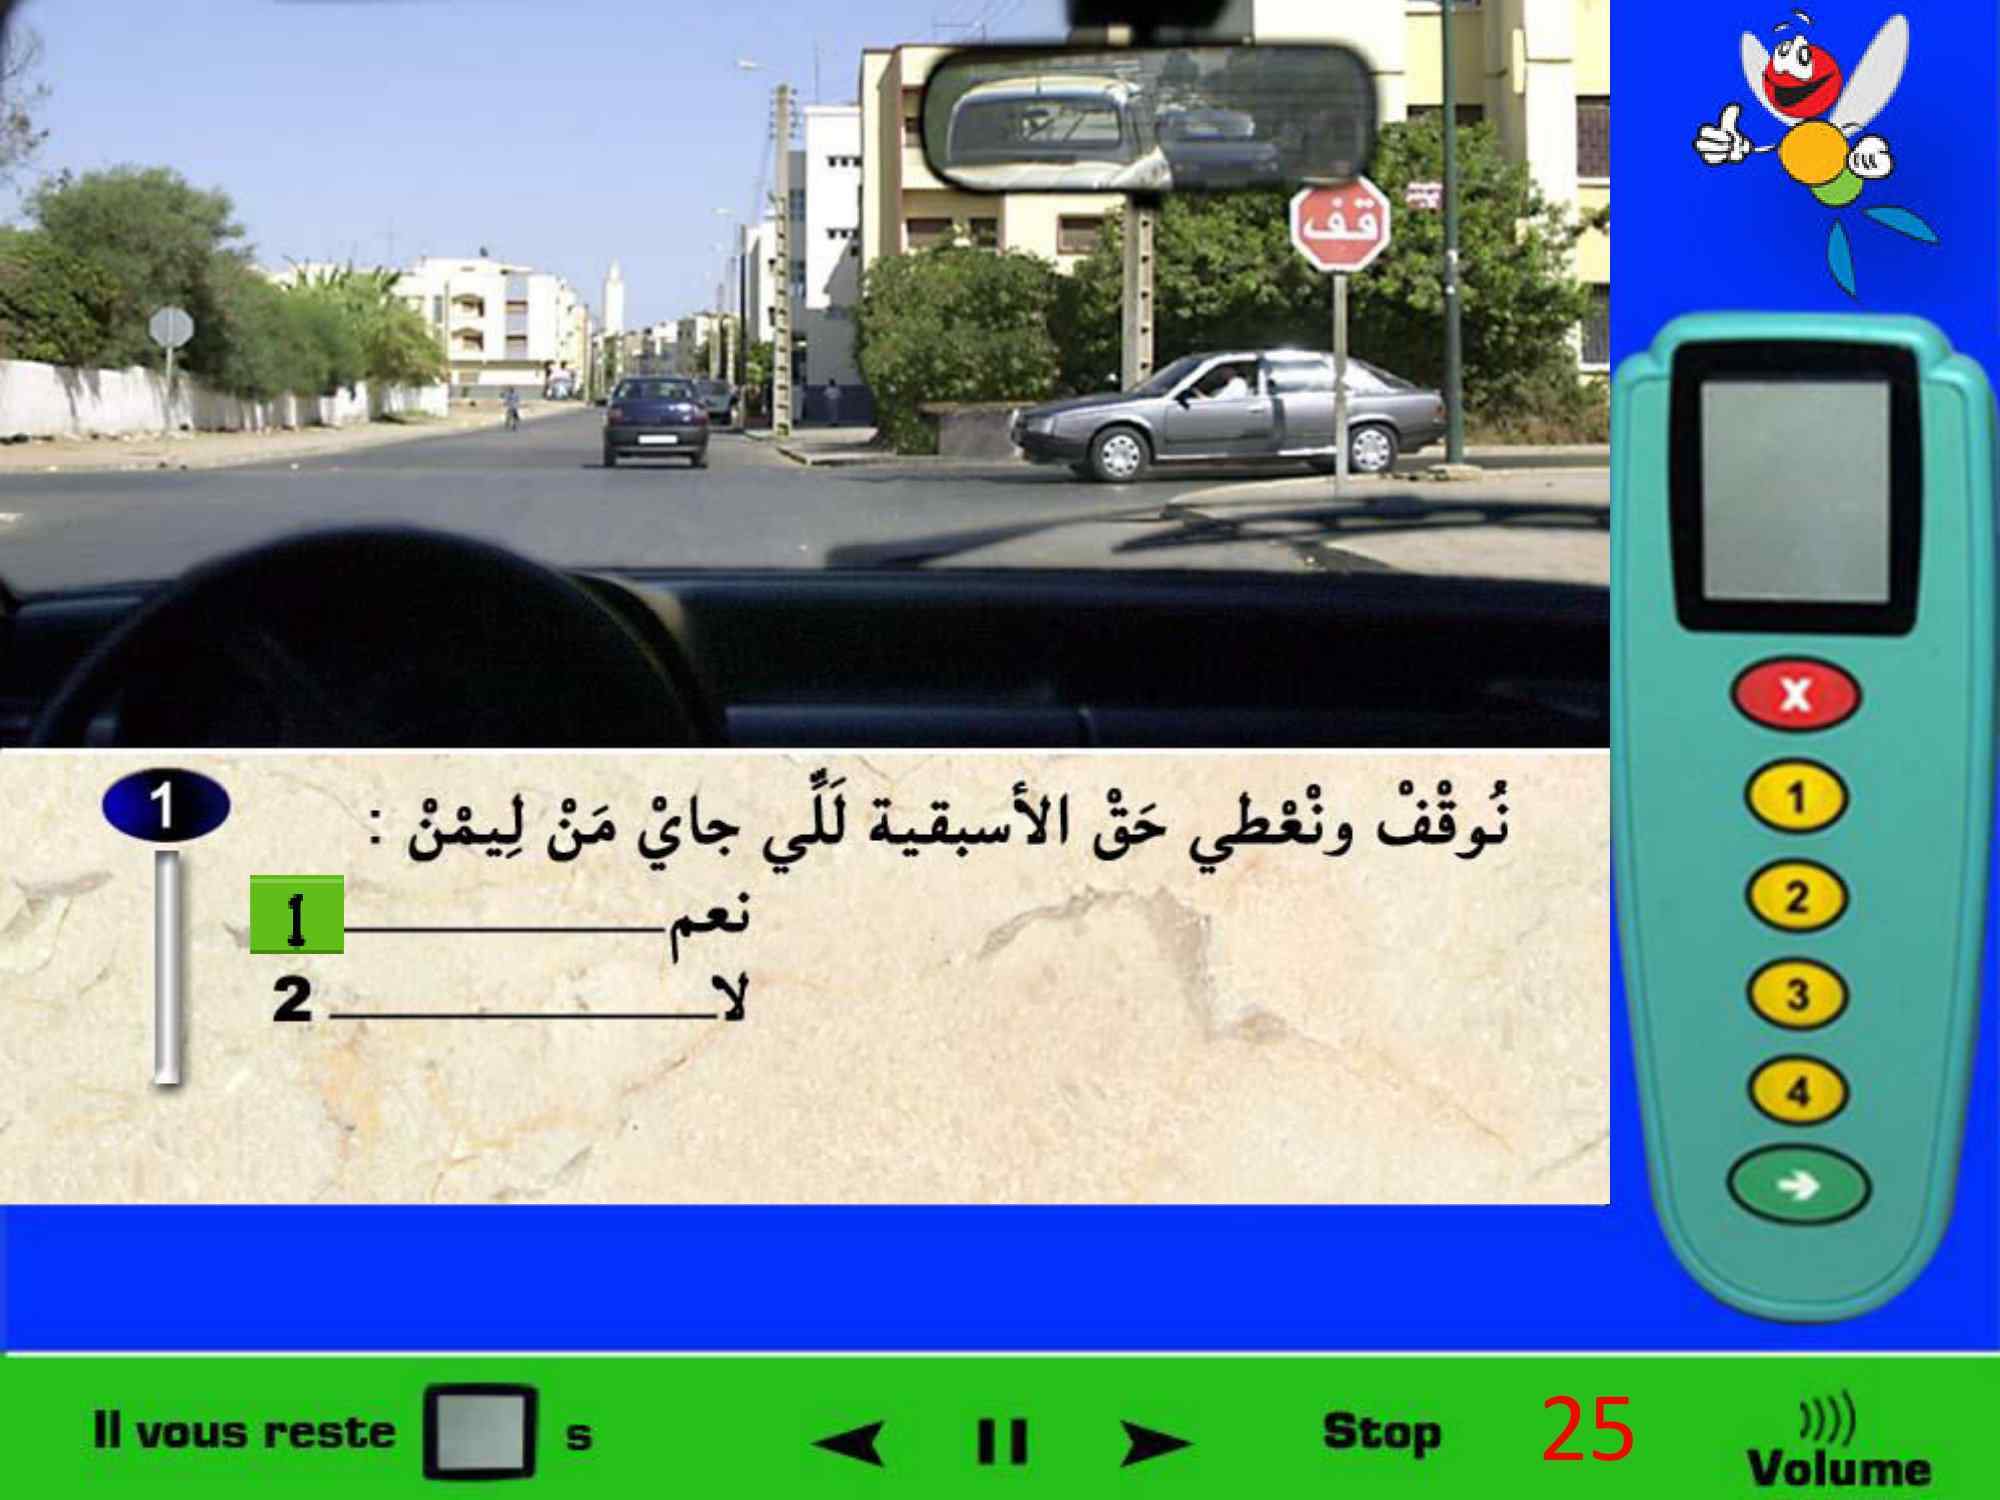 قف
نُوقْفْ ونْعْطي حَقْ الأسبقية لَلِّي جايْ مَنْ لِيمْنْ :
1
نعم 1
لا 2
X
1
2
3
4
Il vous reste s
Stop
25
Volume